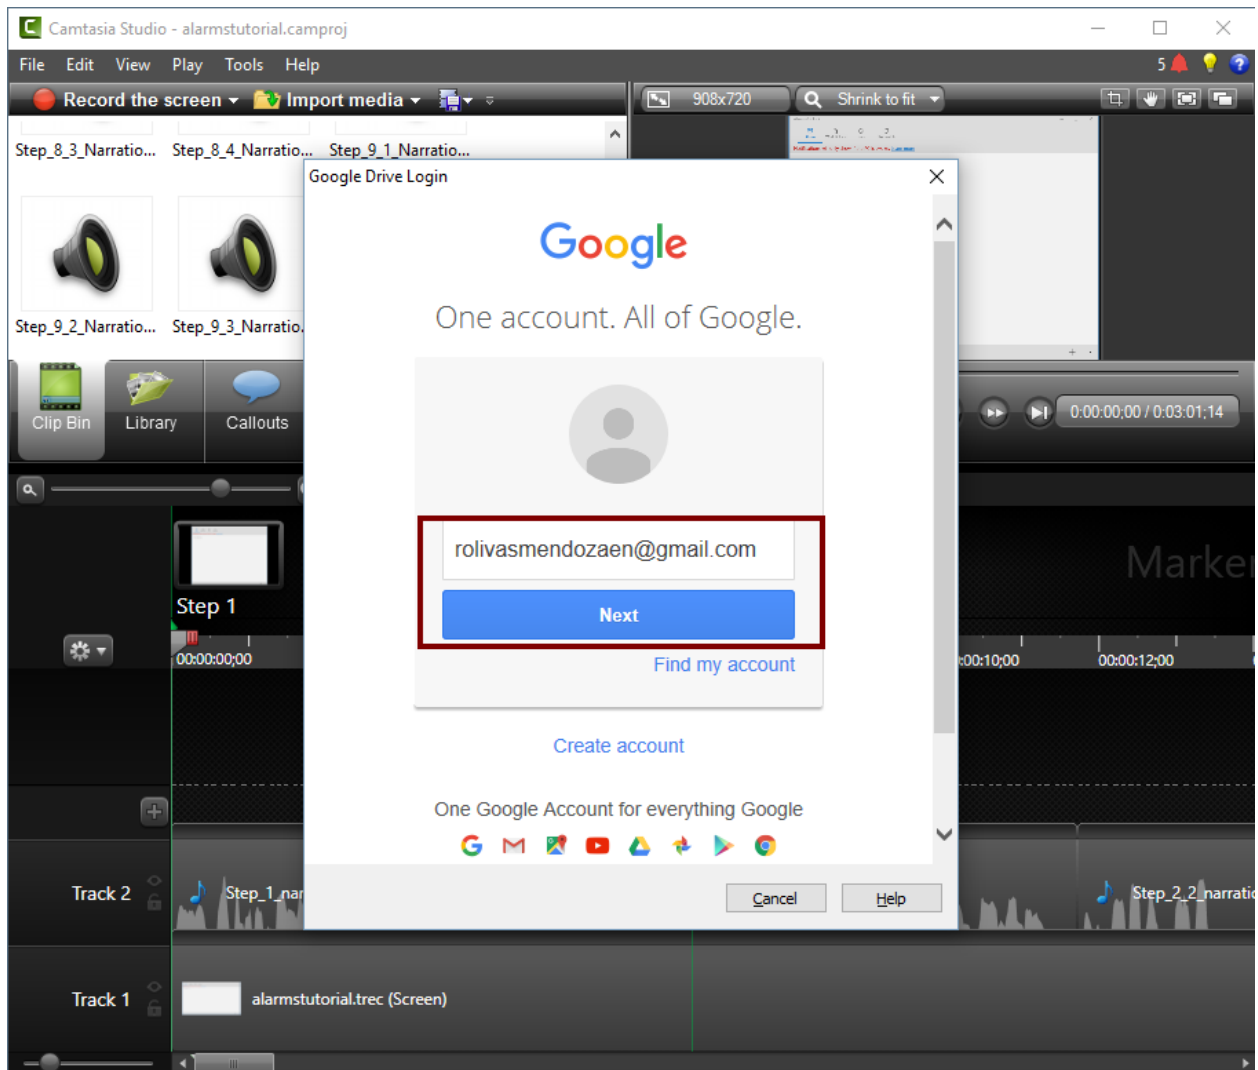 Camtasia Studio - alarmstutorial.camproj
File Edit View Play Tools Help
5
Record the screen Import media
908x720 Shrink to fit
Step_8_3_Narratio... Step_8_4_Narratio... Step_9_1_Narratio...
Step_9_2_Narratio... Step_9_3_Narratio.
Google Drive Login
Google
One account. All of Google.
rolivasmendozaen@gmail.com
Next
Find my account
Create account
One Google Account for everything Google
Cancel Help
Clip Bin Library Callouts
0:00:00;00 / 0:03:01;14
Step 1
Marker
00:00:00;00 :00:10;00 00:00:12;00
Track 2 Step_1_nar Step_2_2_narratio
Track 1 alarmstutorial.trec (Screen)